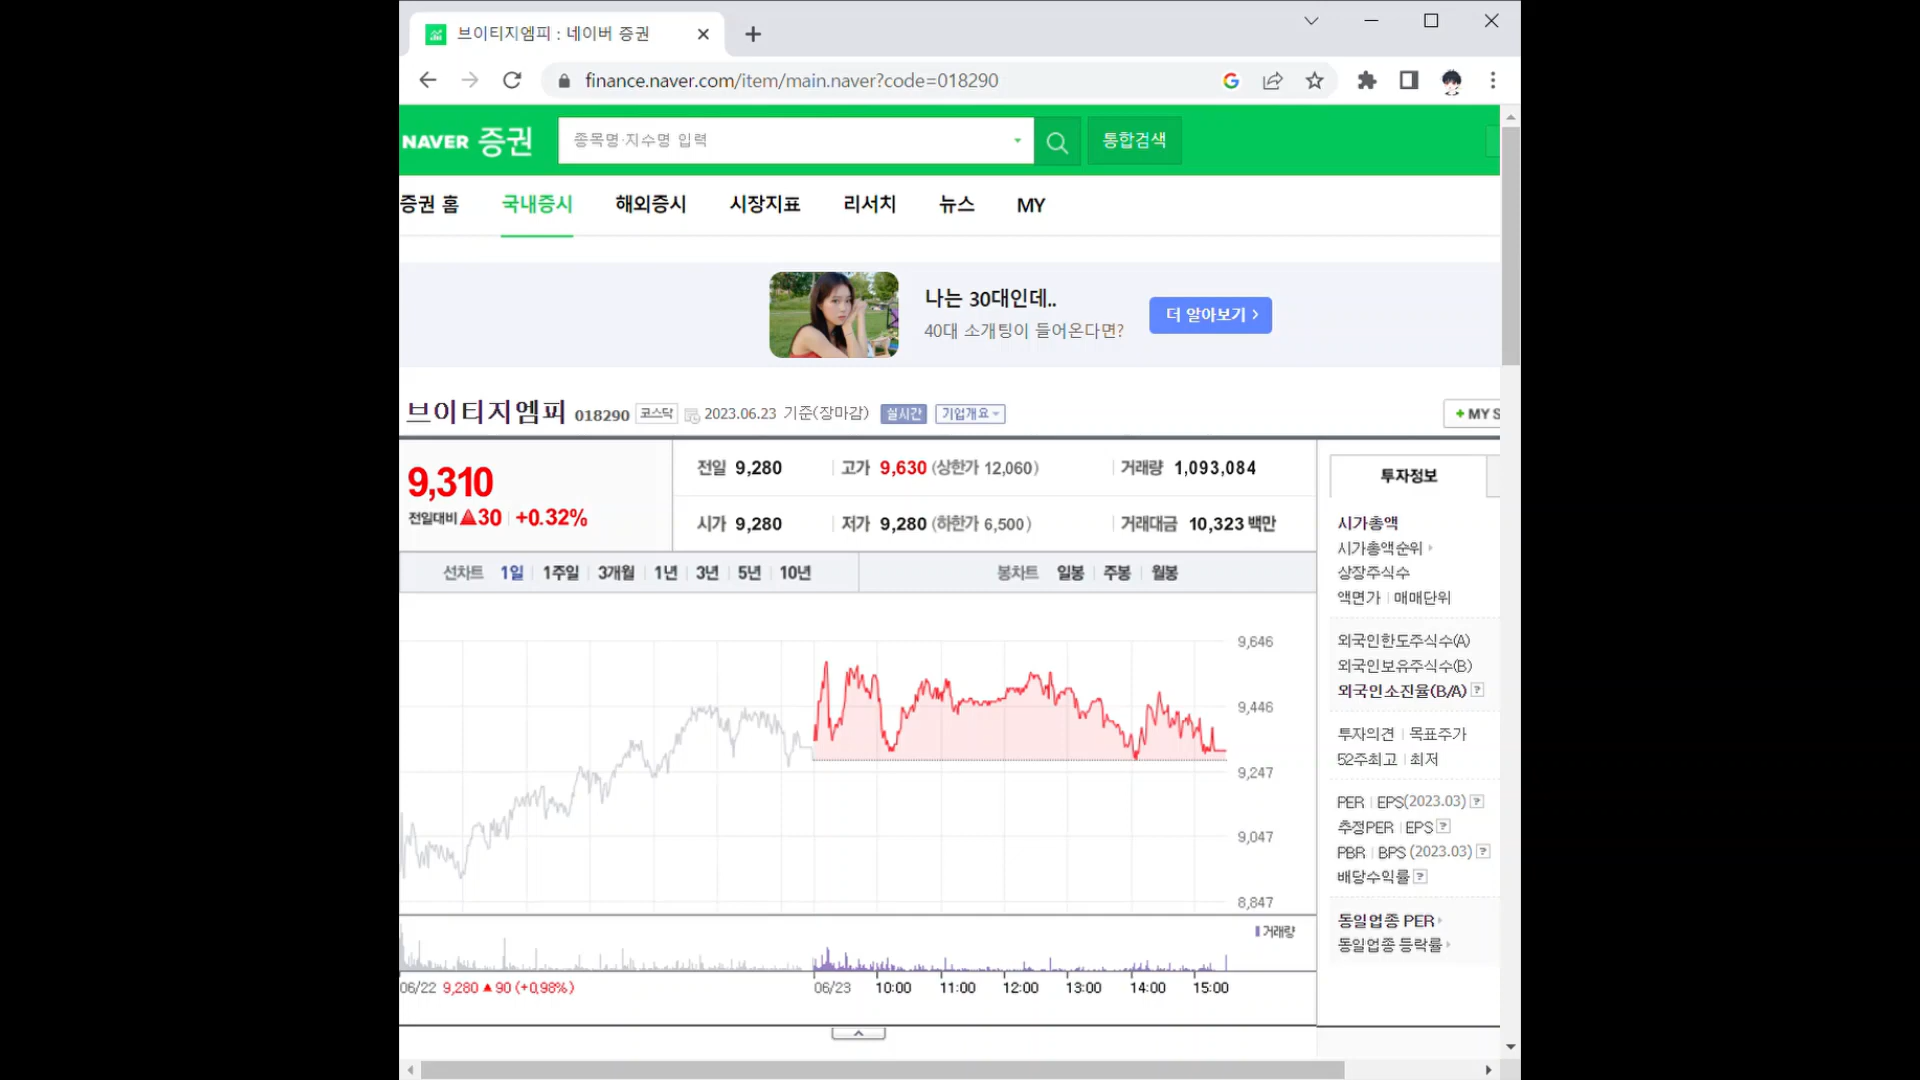 브이티지엠피 : 네이버 증권
finance.naver.com/item/main.naver?code=018290
NAVER 증권 종목명·지수명 입력 통합검색
증권 홈 국내증시 해외증시 시장지표 리서치 뉴스 MY
나는 30대인데..
40대 소개팅이 들어온다면?
더 알아보기 >
브이티지엠피 018290 코스닥 2023.06.23 기준(장마감) 실시간 기업개요
+ MY S
9,310
전일대비 ▲30 +0.32%
전일 9,280 고가 9,630 (상한가 12,060) 거래량 1,093,084
시가 9,280 저가 9,280 (하한가 6,500) 거래대금 10,323 백만
선차트 1일 1주일 3개월 1년 3년 5년 10년 봉차트 일봉 주봉 월봉
9,646
9,446
9,247
9,047
8,847
거래량
06/22 9,280 ▲90 (+0.98%) 06/23 10:00 11:00 12:00 13:00 14:00 15:00
투자정보
시가총액
시가총액순위
상장주식수
액면가 매매단위
외국인한도주식수(A)
외국인보유주식수(B)
외국인소진율(B/A) ?
투자의견 목표주가
52주최고 최저
PER EPS(2023.03) ?
추정PER EPS ?
PBR BPS (2023.03) ?
배당수익률 ?
동일업종 PER
동일업종 등락률